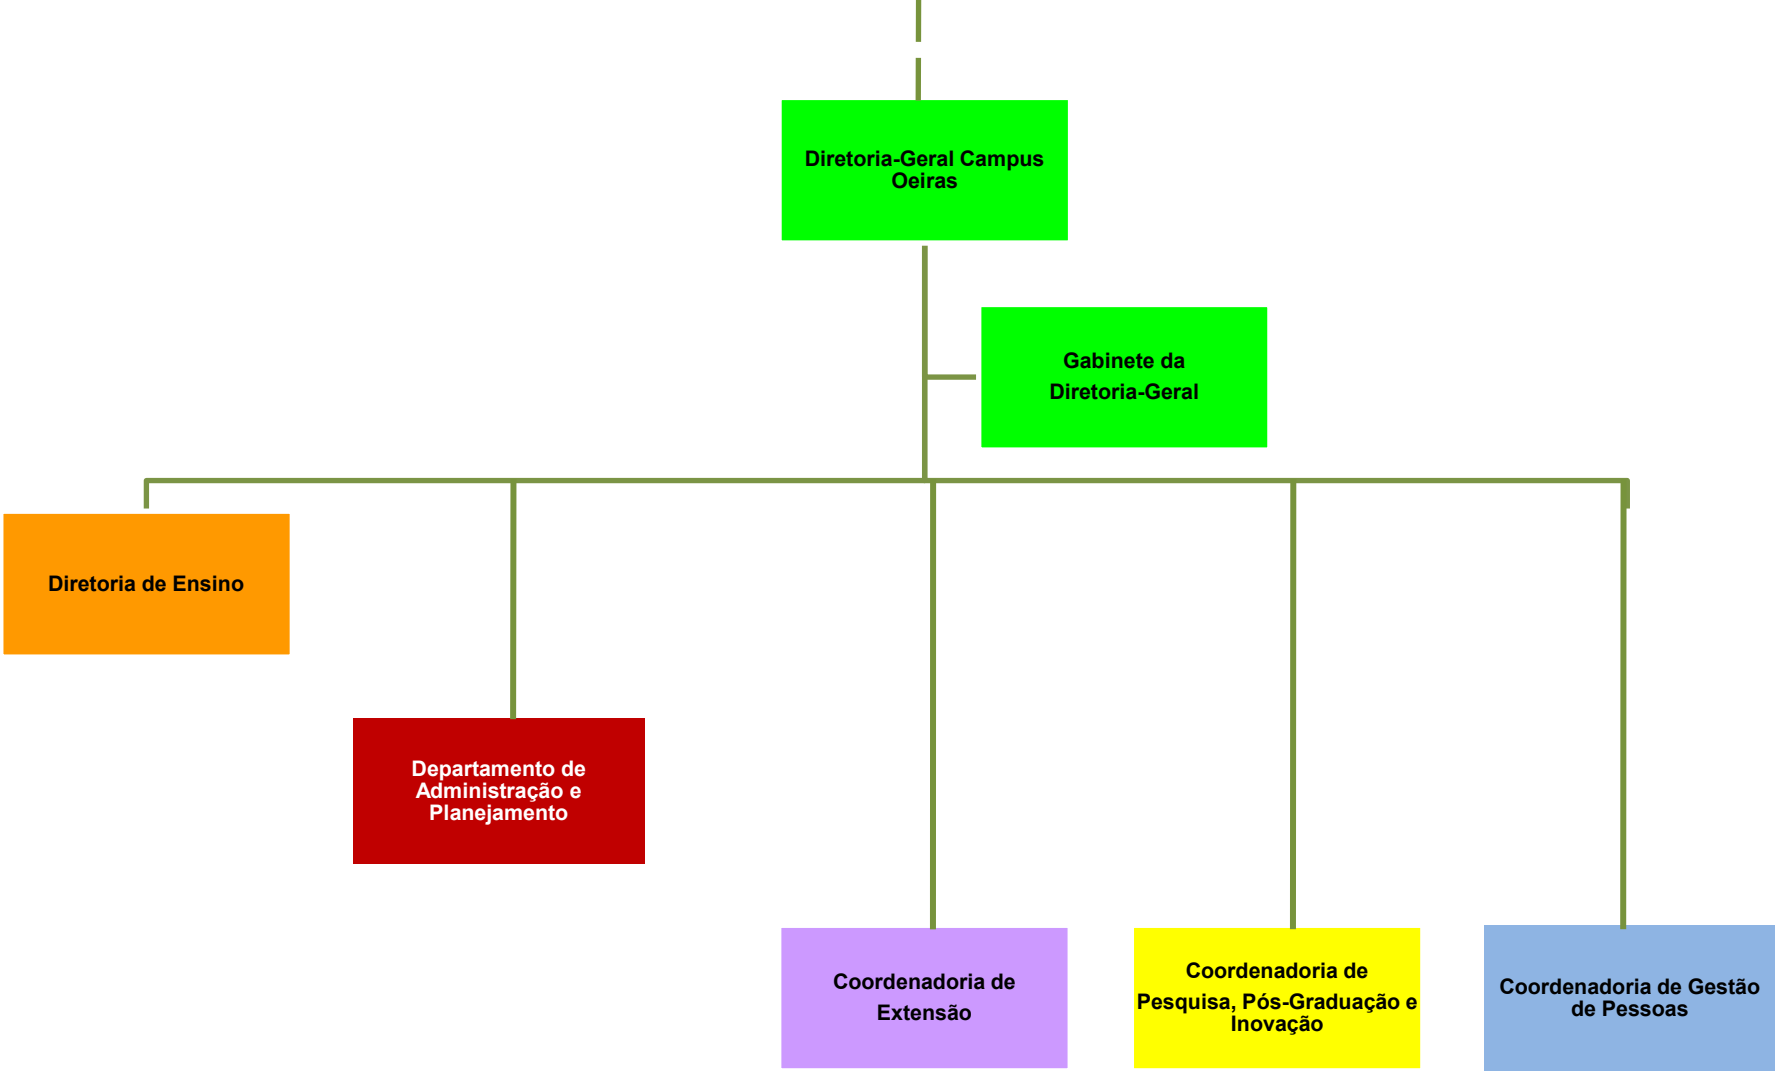 Diretoria-Geral Campus
Oeiras
Gabinete da
Diretoria-Geral
Diretoria de Ensino
Departamento de
Administração e
Planejamento
Coordenadoria de
Extensão
Coordenadoria de
Pesquisa, Pós-Graduação e
Inovação
Coordenadoria de Gestão
de Pessoas